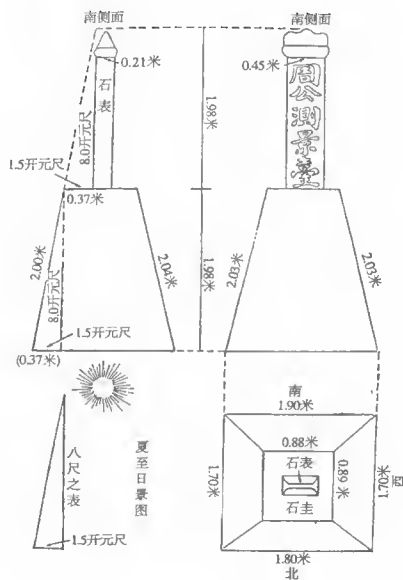 南侧面
0.21米
石表
8.0开元尺
1.98米
1.5开元尺
0.37米
2.00米
8.0开元尺
2.04米
1.98米
1.5开元尺
(0.37米)
南侧面
0.45米
周公测景台
2.03米
2.03米
八尺之表
1.5开元尺
夏至日景图
南
1.90米
0.88米
石表
石圭
0.89米
1.70米
1.70米
西
1.80米
北